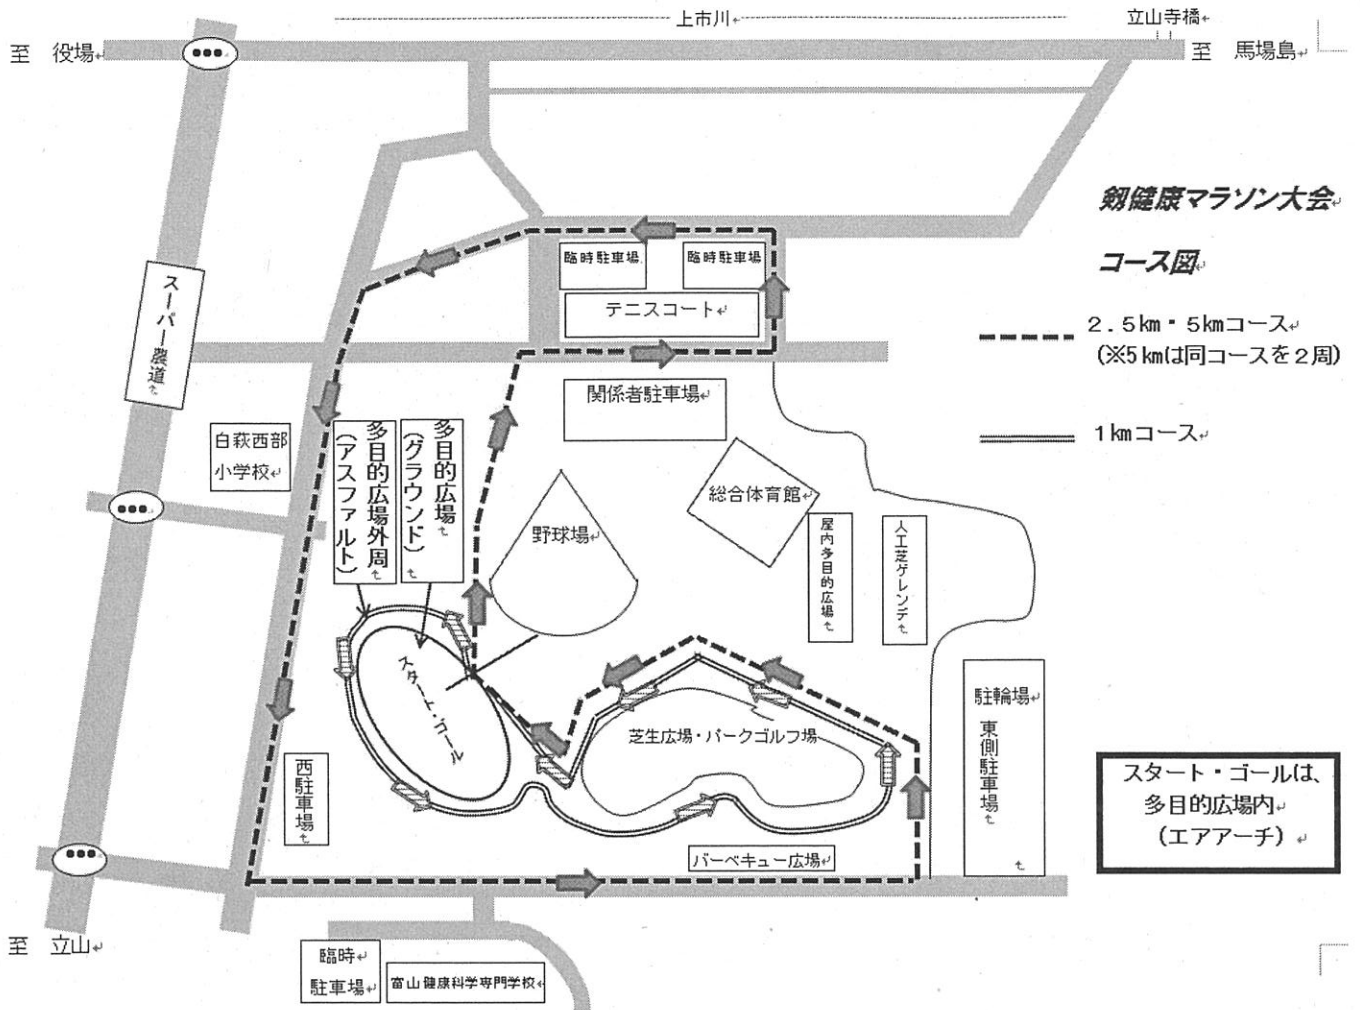 上市川
立山寺橋
至　役場
至　馬場島
剱健康マラソン大会
コース図
2.5km・5kmコース
(※5kmは同コースを2周)
1kmコース
臨時駐車場
臨時駐車場
テニスコート
スーパー農道
関係者駐車場
白萩西部
小学校
多目的広場外周
(アスファルト)
多目的広場
(グラウンド)
野球場
総合体育館
屋内多目的広場
人工芝ゲレンデ
スタート・ゴール
芝生広場・パークゴルフ場
駐輪場
東側駐車場
西駐車場
バーベキュー広場
スタート・ゴールは、
多目的広場内
(エアアーチ)
至　立山
臨時
駐車場
富山健康科学専門学校